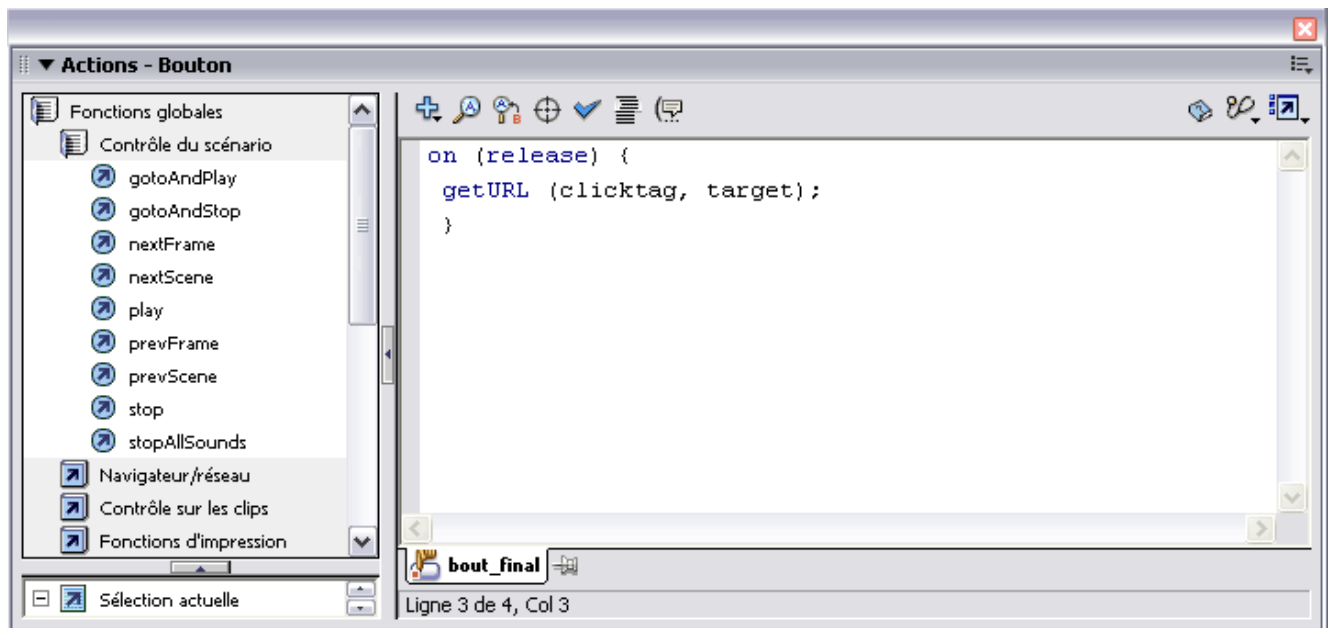 Actions - Bouton
Fonctions globales
Contrôle du scénario
gotoAndPlay
gotoAndStop
nextFrame
nextScene
play
prevFrame
prevScene
stop
stopAllSounds
Navigateur/réseau
Contrôle sur les clips
Fonctions d'impression
Sélection actuelle
on (release) {
getURL (clicktag, target);
}
bout_final
Ligne 3 de 4, Col 3